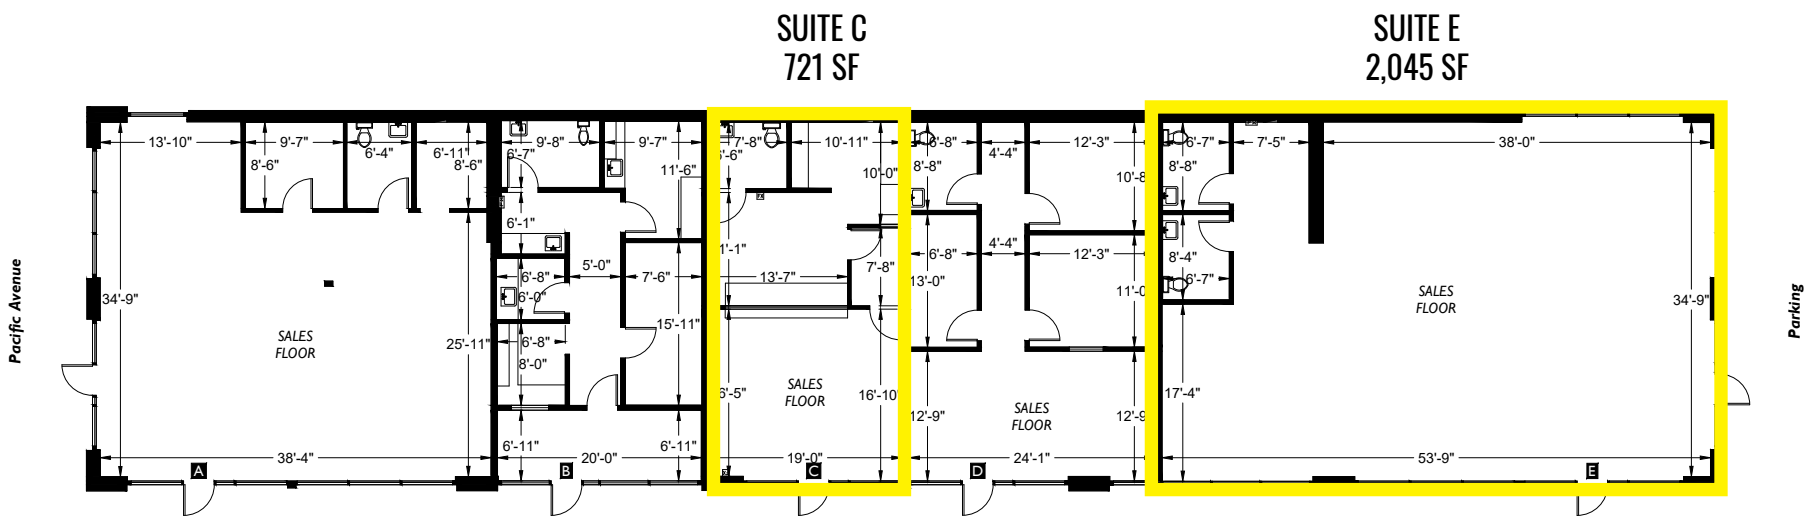 SUITE C
721 SF
SUITE E
2,045 SF
13'-10"
9'-7"
6'-4"
6'-11"
9'-8"
9'-7"
7'-8"
10'-11"
6'-8"
4'-4"
12'-3"
6'-7"
7'-5"
38'-0"
8'-6"
8'-6"
6'-7"
11'-6"
10'-0"
8'-8"
10'-8
8'-8"
6'-1"
5'-0"
6'-8"
7'-6"
13'-7"
7'-8"
6'-8"
4'-4"
12'-3"
8'-4"
6'-7"
Pacific Avenue
34'-9"
6'-0"
13'-0"
11'-0
SALES
FLOOR
34'-9"
Parking
SALES
FLOOR
25'-11"
6'-8"
8'-0"
15'-11"
SALES
FLOOR
16'-10
17'-4"
SALES
FLOOR
12'-9"
12'-9
6'-11"
6'-11"
38'-4"
20'-0"
19'-0"
24'-1"
53'-9"
A
B
C
D
E